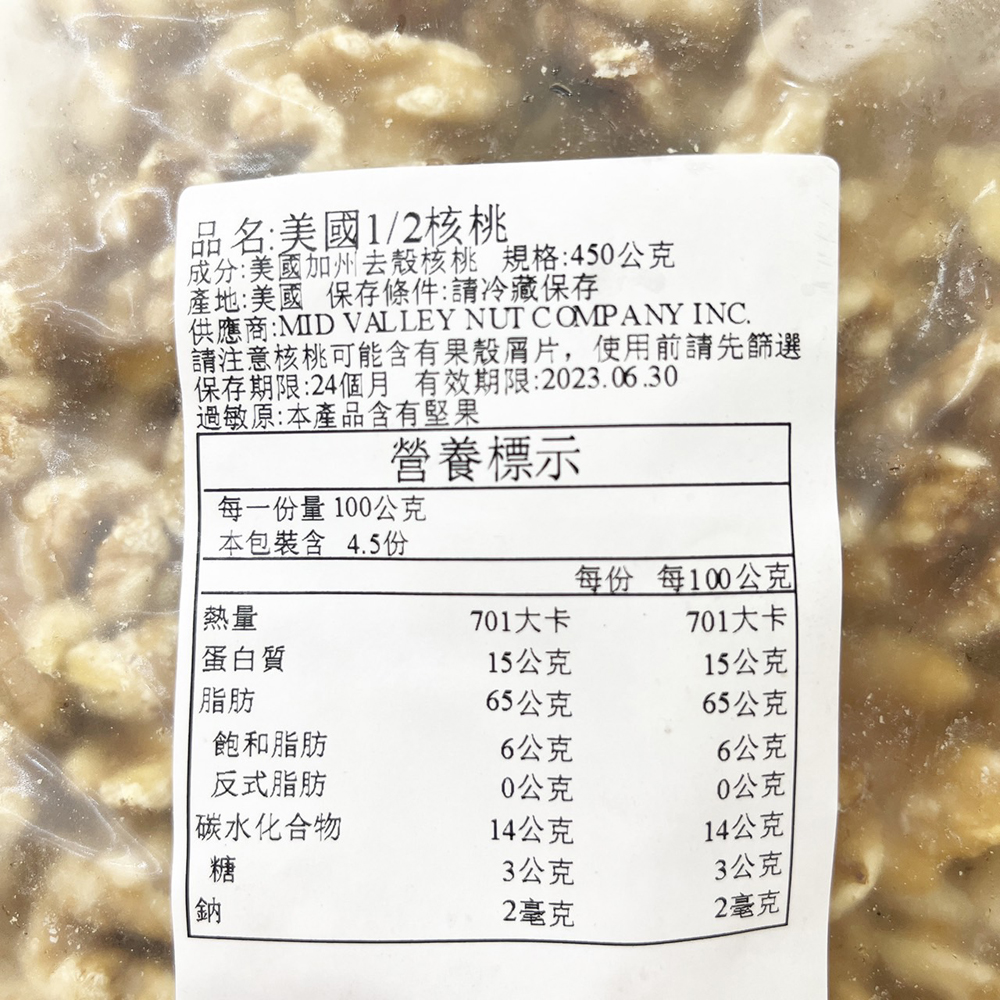 品名:美國1/2核桃
成分:美國加州去殼核桃 規格:450公克
產地:美國 保存條件:請冷藏保存
供應商:MID VALLEY NUT COMPANY INC.
請注意核桃可能含有果殼屑片，使用前請先篩選
保存期限:24個月 有效期限:2023.06.30
過敏原:本產品含有堅果
營養標示
每一份量 100公克
本包裝含 4.5份
每份 每100公克
熱量 701大卡 701大卡
蛋白質 15公克 15公克
脂肪 65公克 65公克
飽和脂肪 6公克 6公克
反式脂肪 0公克 0公克
碳水化合物 14公克 14公克
糖 3公克 3公克
鈉 2毫克 2毫克